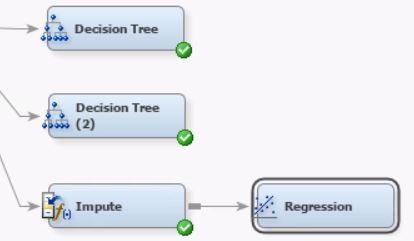 Decision Tree
Decision Tree
(2)
Impute
Regression